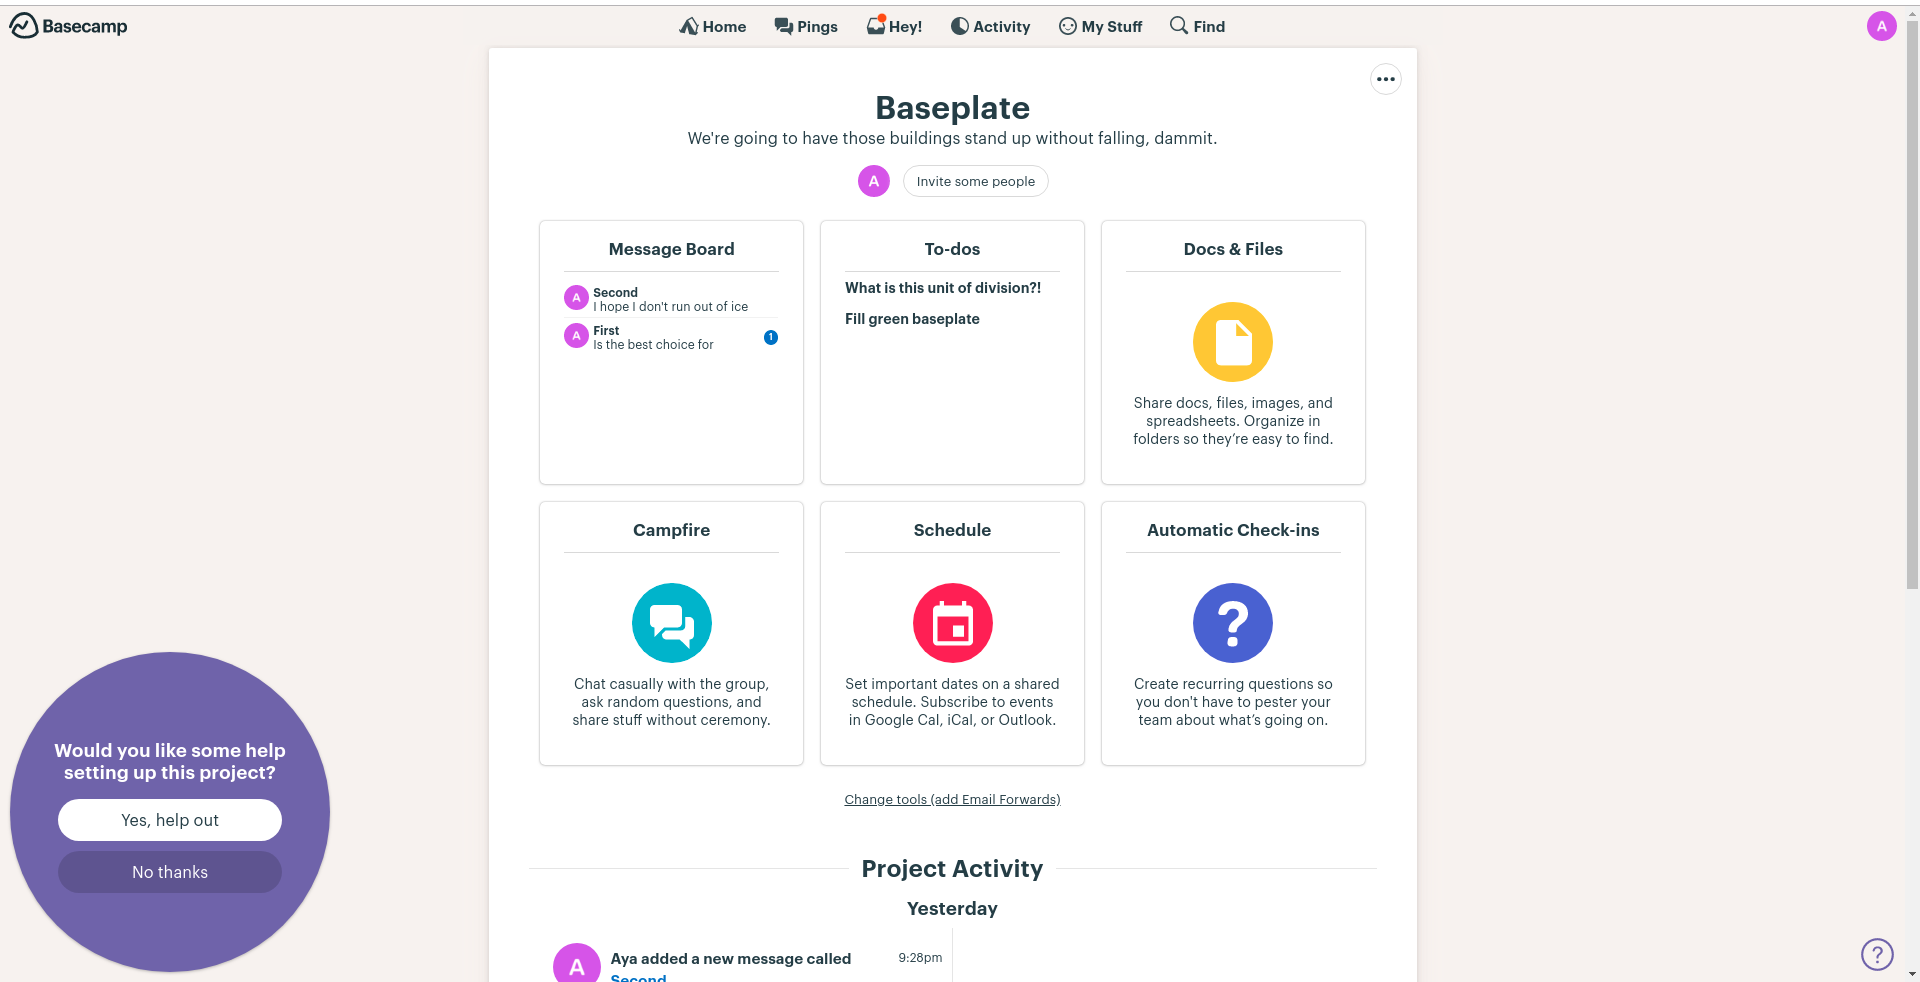 Basecamp
Home
Pings
Hey!
Activity
My Stuff
Find
A
Baseplate
We're going to have those buildings stand up without falling, dammit.
A
Invite some people
Message Board
A
Second
I hope I don't run out of ice
A
First
Is the best choice for
1
To-dos
What is this unit of division?!
Fill green baseplate
Docs & Files
Share docs, files, images, and
spreadsheets. Organize in
folders so they’re easy to find.
Campfire
Chat casually with the group,
ask random questions, and
share stuff without ceremony.
Schedule
Set important dates on a shared
schedule. Subscribe to events
in Google Cal, iCal, or Outlook.
Automatic Check-ins
?
Create recurring questions so
you don't have to pester your
team about what’s going on.
Change tools (add Email Forwards)
Would you like some help
setting up this project?
Yes, help out
No thanks
Project Activity
Yesterday
A
Aya added a new message called
Second
9:28pm
?